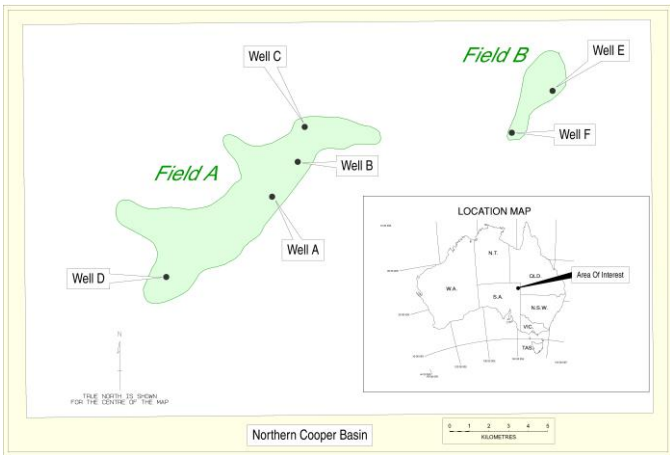 Field B
Well E
Well C
Well F
Well B
Field A
Well A
Well D
LOCATION MAP
N.T.
QLD.
Area Of Interest
W.A.
S.A.
N.S.W.
VIC.
TAS.
N
TRUE NORTH IS SHOWN
FOR THE CENTRE OF THE MAP
Northern Cooper Basin
0 1 2 3 4 5
KILOMETRES